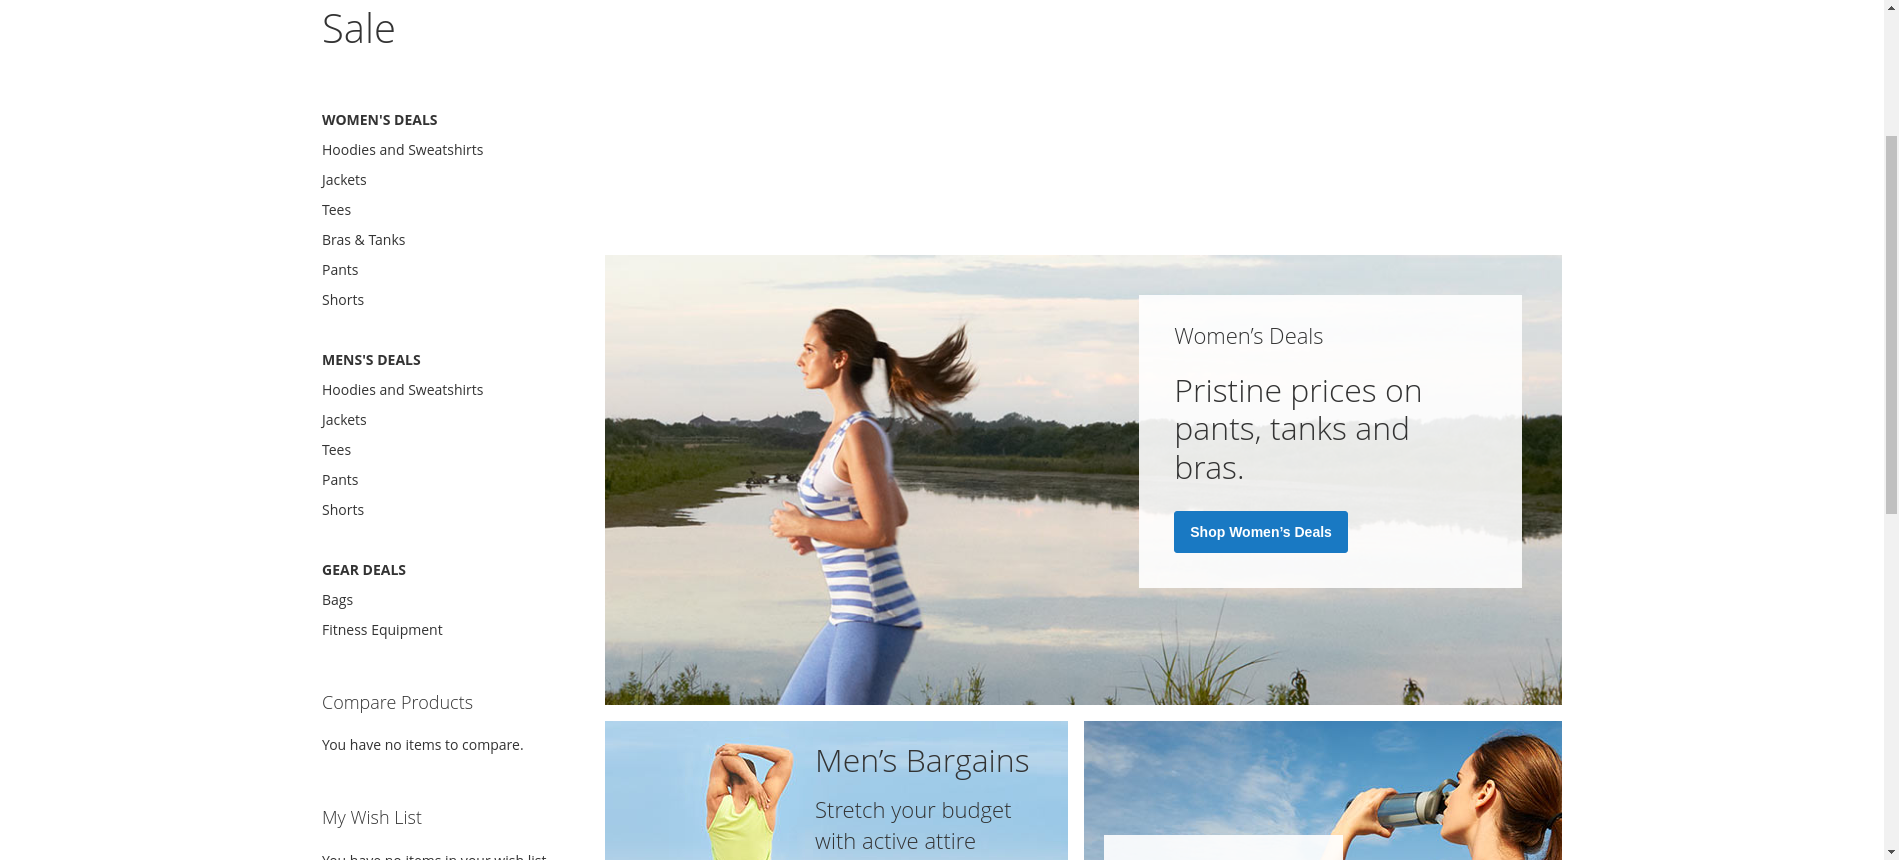 Sale
WOMEN'S DEALS
Hoodies and Sweatshirts
Jackets
Tees
Bras & Tanks
Pants
Shorts
MENS'S DEALS
Hoodies and Sweatshirts
Jackets
Tees
Pants
Shorts
GEAR DEALS
Bags
Fitness Equipment
Compare Products
You have no items to compare.
My Wish List
You have no items in your wish list.
Women’s Deals
Pristine prices on
pants, tanks and
bras.
Shop Women’s Deals
Men’s Bargains
Stretch your budget
with active attire